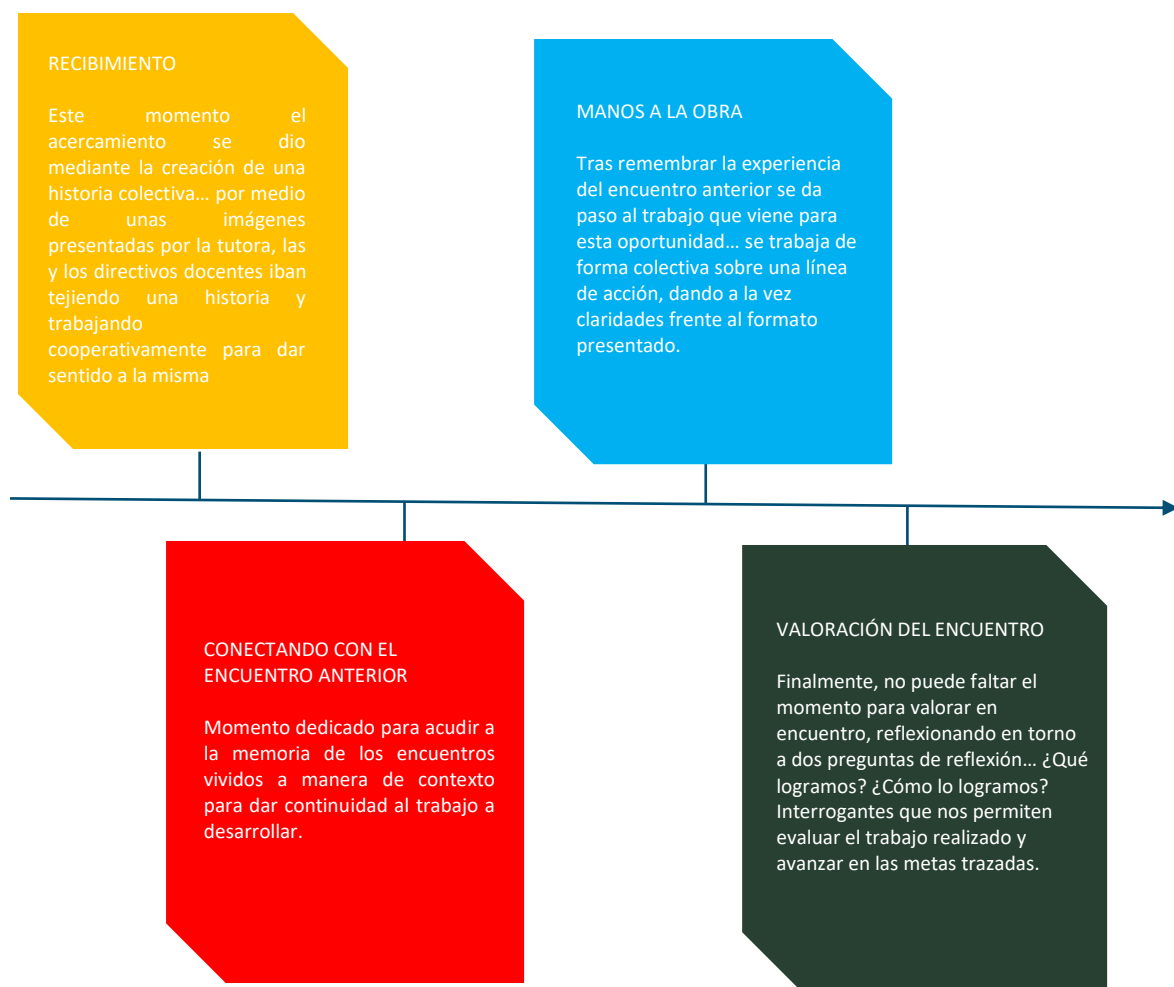 RECIBIMIENTO
Este momento el
acercamiento se dio
mediante la creación de una
historia colectiva… por medio
de unas imágenes
presentadas por la tutora, las
y los directivos docentes iban
tejiendo una historia y
trabajando
cooperativamente para dar
sentido a la misma
CONECTANDO CON EL
ENCUENTRO ANTERIOR
Momento dedicado para acudir a
la memoria de los encuentros
vividos a manera de contexto
para dar continuidad al trabajo a
desarrollar.
MANOS A LA OBRA
Tras remembrar la experiencia
del encuentro anterior se da
paso al trabajo que viene para
esta oportunidad… se trabaja de
forma colectiva sobre una línea
de acción, dando a la vez
claridades frente al formato
presentado.
VALORACIÓN DEL ENCUENTRO
Finalmente, no puede faltar el
momento para valorar en
encuentro, reflexionando en torno
a dos preguntas de reflexión… ¿Qué
logramos? ¿Cómo lo logramos?
Interrogantes que nos permiten
evaluar el trabajo realizado y
avanzar en las metas trazadas.